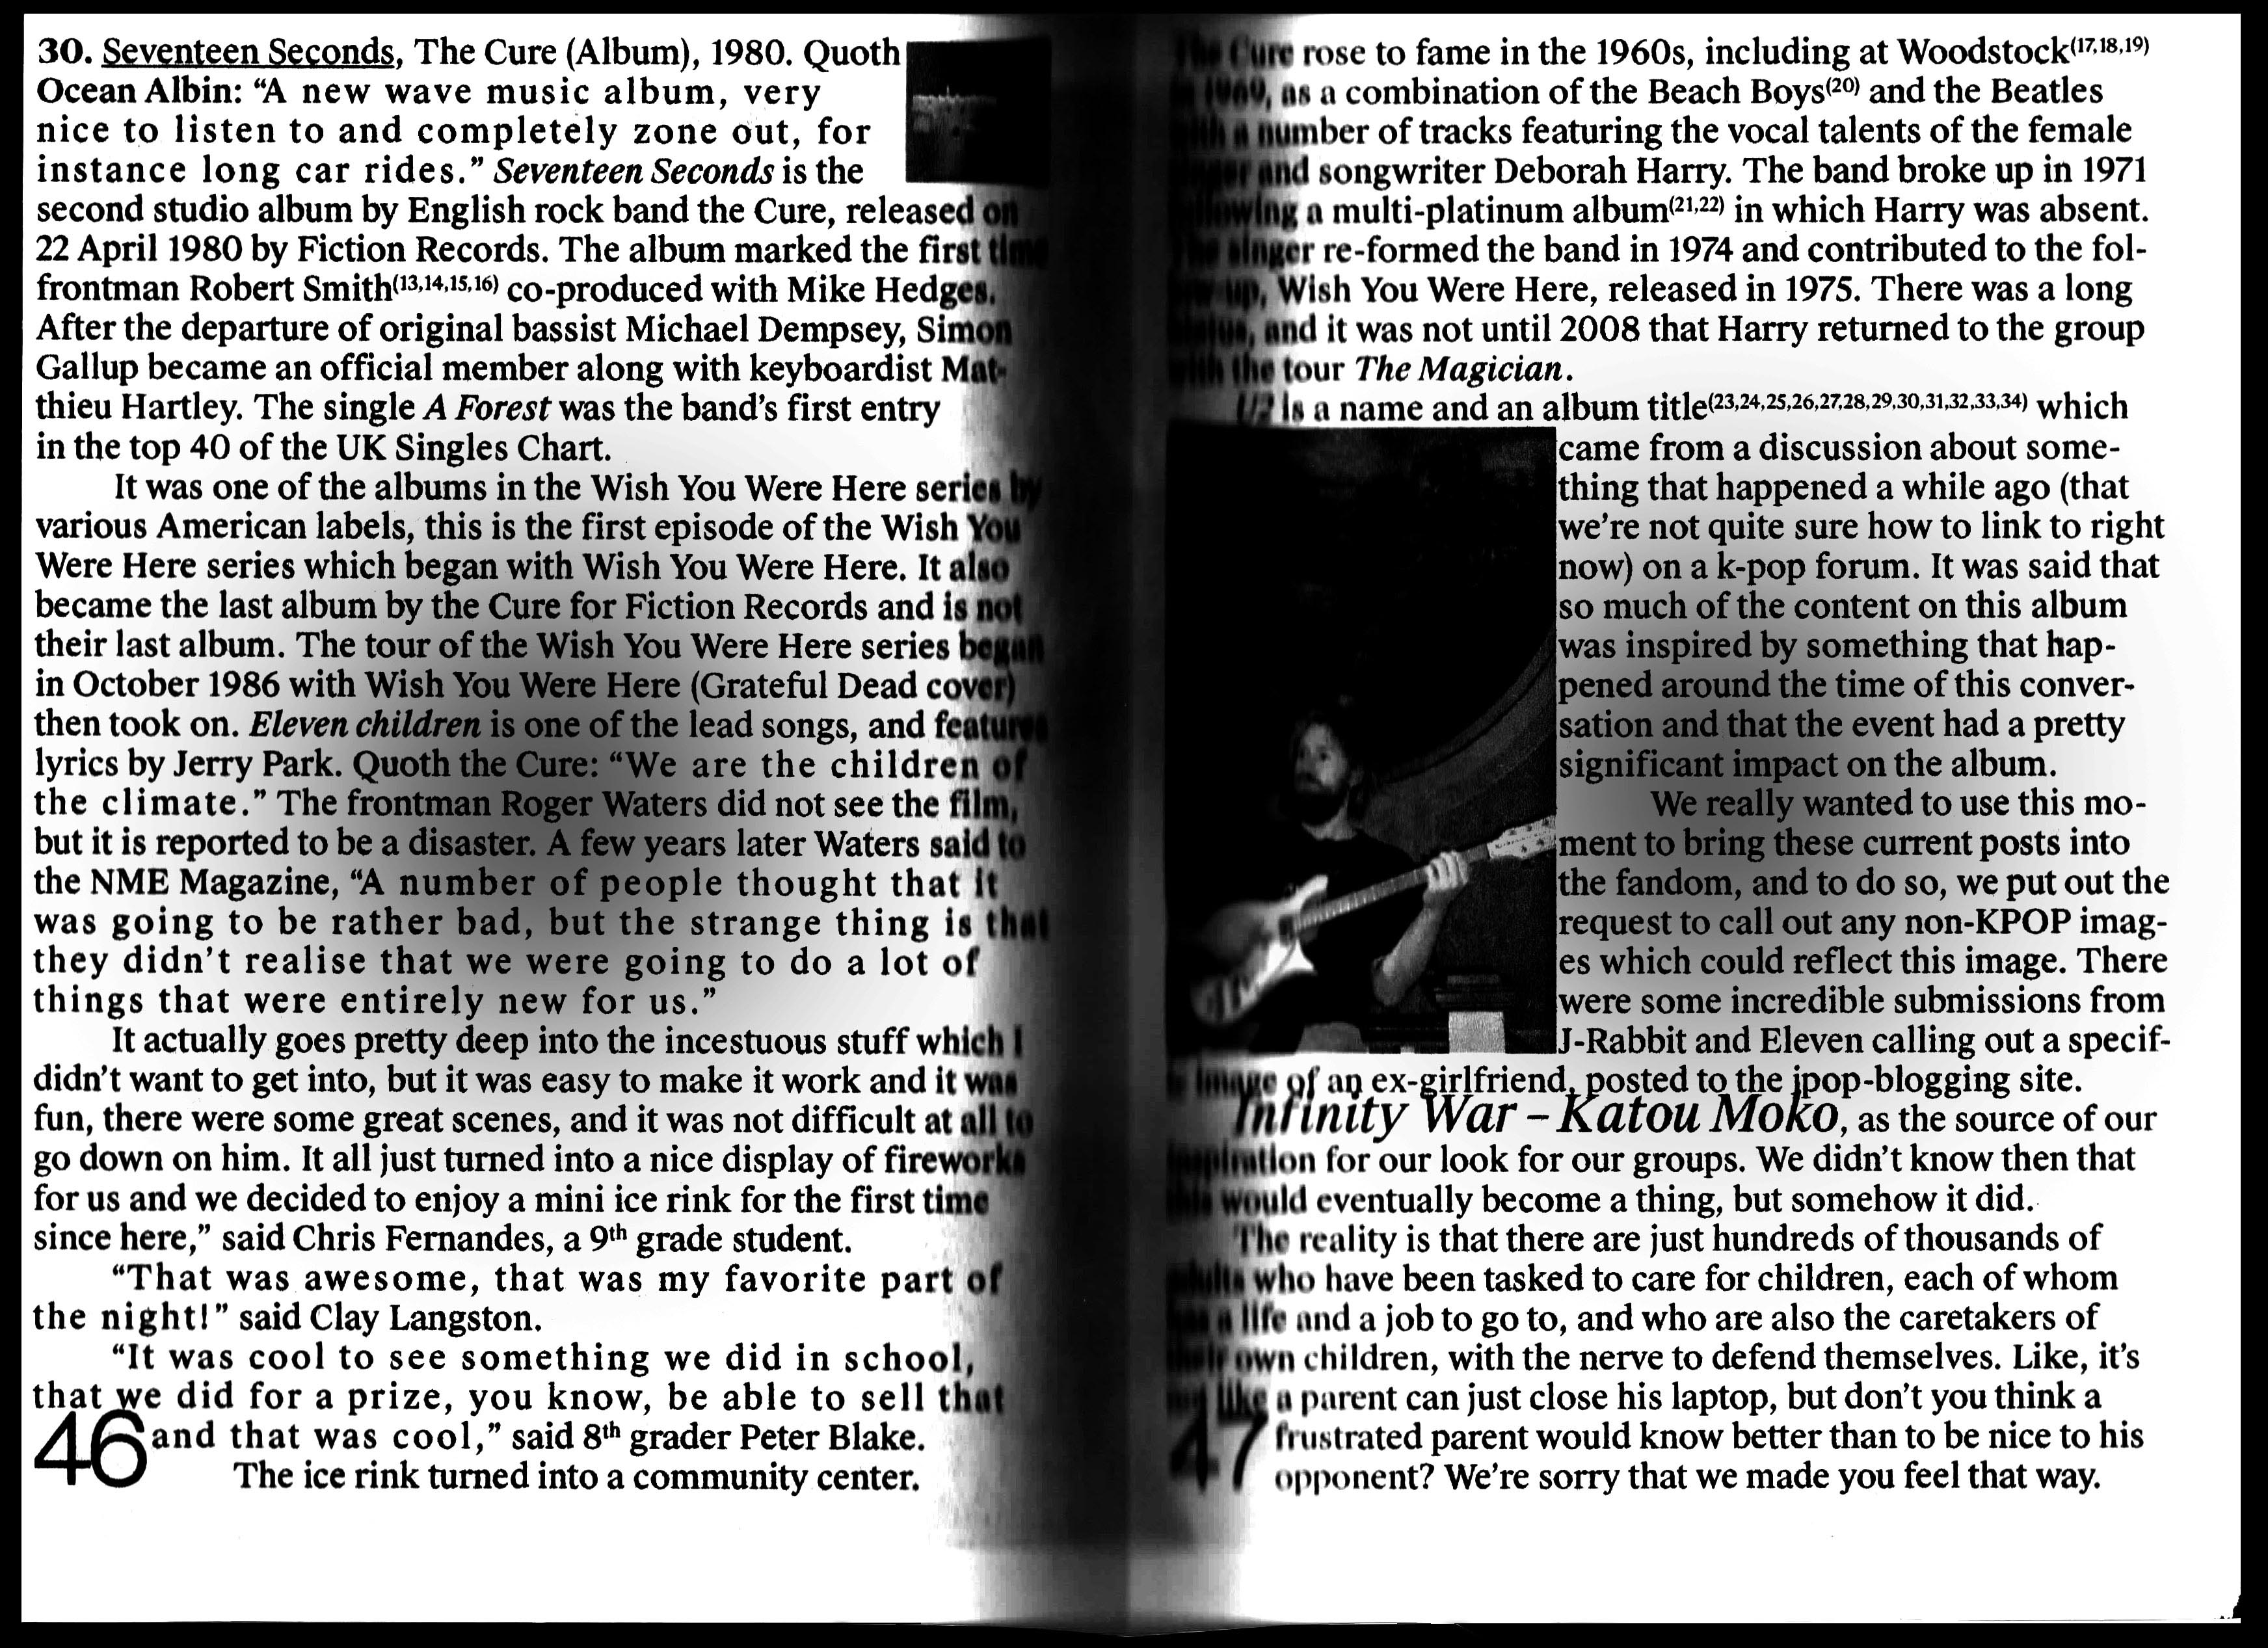 30. Seventeen Seconds, The Cure (Album), 1980. Quoth
Ocean Albin: “A new wave music album, very
nice to listen to and completely zone out, for
instance long car rides.” Seventeen Seconds is the
second studio album by English rock band the Cure, released on
22 April 1980 by Fiction Records. The album marked the first time
frontman Robert Smith(13,14,15,16) co-produced with Mike Hedges.
After the departure of original bassist Michael Dempsey, Simon
Gallup became an official member along with keyboardist Mat-
thieu Hartley. The single A Forest was the band’s first entry
in the top 40 of the UK Singles Chart.
It was one of the albums in the Wish You Were Here series by
various American labels, this is the first episode of the Wish You
Were Here series which began with Wish You Were Here. It also
became the last album by the Cure for Fiction Records and is not
their last album. The tour of the Wish You Were Here series began
in October 1986 with Wish You Were Here (Grateful Dead cover)
then took on. Eleven children is one of the lead songs, and features
lyrics by Jerry Park. Quoth the Cure: “We are the children of
the climate.” The frontman Roger Waters did not see the film,
but it is reported to be a disaster. A few years later Waters said to
the NME Magazine, “A number of people thought that it
was going to be rather bad, but the strange thing is that
they didn’t realise that we were going to do a lot of
things that were entirely new for us.”
It actually goes pretty deep into the incestuous stuff which I
didn’t want to get into, but it was easy to make it work and it was
fun, there were some great scenes, and it was not difficult at all to
go down on him. It all just turned into a nice display of fireworks
for us and we decided to enjoy a mini ice rink for the first time
since here,” said Chris Fernandes, a 9th grade student.
“That was awesome, that was my favorite part of
the night!” said Clay Langston.
“It was cool to see something we did in school,
that we did for a prize, you know, be able to sell that
and that was cool,” said 8th grader Peter Blake.
The ice rink turned into a community center.
46
The Cure rose to fame in the 1960s, including at Woodstock(17,18,19)
in 1969, as a combination of the Beach Boys(20) and the Beatles
with a number of tracks featuring the vocal talents of the female
singer and songwriter Deborah Harry. The band broke up in 1971
following a multi-platinum album(21,22) in which Harry was absent.
The singer re-formed the band in 1974 and contributed to the fol-
low up, Wish You Were Here, released in 1975. There was a long
hiatus, and it was not until 2008 that Harry returned to the group
with the tour The Magician.
U2 is a name and an album title(23,24,25,26,27,28,29,30,31,32,33,34) which
came from a discussion about some-
thing that happened a while ago (that
we’re not quite sure how to link to right
now) on a k-pop forum. It was said that
so much of the content on this album
was inspired by something that hap-
pened around the time of this conver-
sation and that the event had a pretty
significant impact on the album.
We really wanted to use this mo-
ment to bring these current posts into
the fandom, and to do so, we put out the
request to call out any non-KPOP imag-
es which could reflect this image. There
were some incredible submissions from
J-Rabbit and Eleven calling out a specif-
ic image of an ex-girlfriend, posted to the jpop-blogging site.
Infinity War – Katou Moko, as the source of our
inspiration for our look for our groups. We didn’t know then that
this would eventually become a thing, but somehow it did.
The reality is that there are just hundreds of thousands of
adults who have been tasked to care for children, each of whom
has a life and a job to go to, and who are also the caretakers of
their own children, with the nerve to defend themselves. Like, it’s
not like a parent can just close his laptop, but don’t you think a
frustrated parent would know better than to be nice to his
opponent? We’re sorry that we made you feel that way.
47